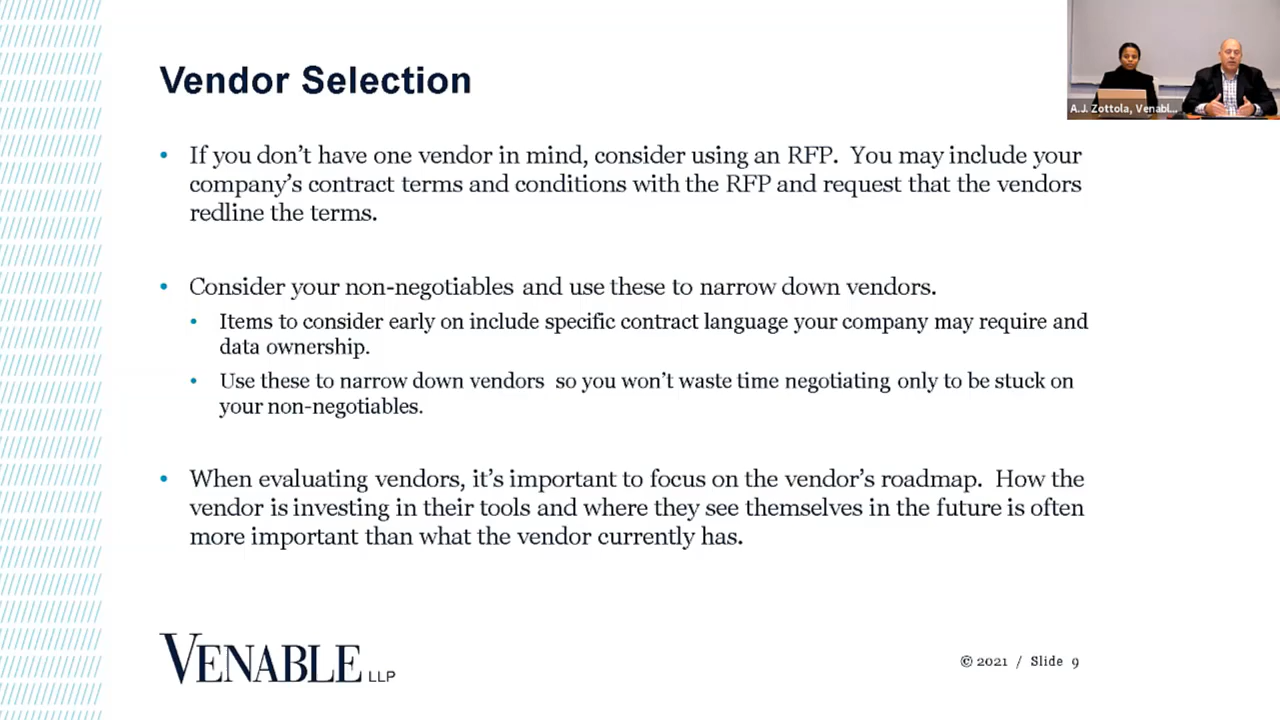 Vendor Selection
A.J. Zottola, Venabl...
• If you don’t have one vendor in mind, consider using an RFP.  You may include your
company’s contract terms and conditions with the RFP and request that the vendors
redline the terms.
• Consider your non-negotiables and use these to narrow down vendors.
• Items to consider early on include specific contract language your company may require and
data ownership.
• Use these to narrow down vendors  so you won’t waste time negotiating only to be stuck on
your non-negotiables.
• When evaluating vendors, it’s important to focus on the vendor’s roadmap.  How the
vendor is investing in their tools and where they see themselves in the future is often
more important than what the vendor currently has.
VENABLE LLP
© 2021 / Slide 9